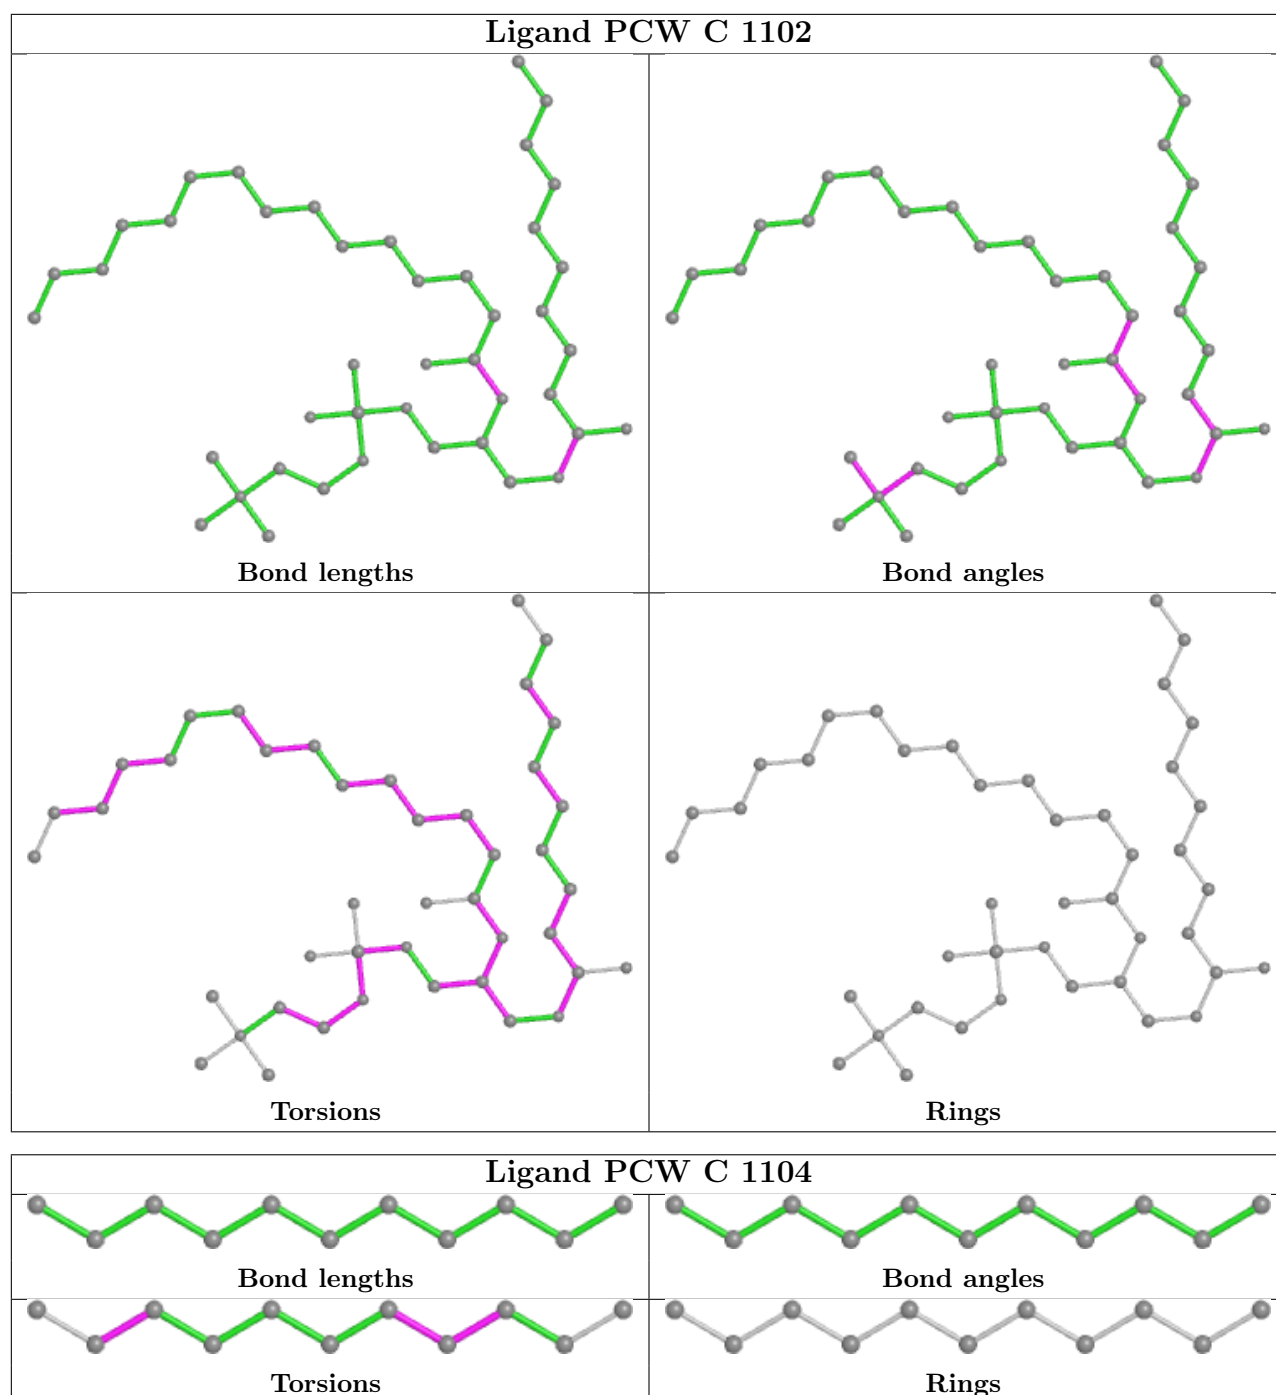 Ligand PCW C 1102
Bond lengths
Bond angles
Torsions
Rings
Ligand PCW C 1104
Bond lengths
Bond angles
Torsions
Rings